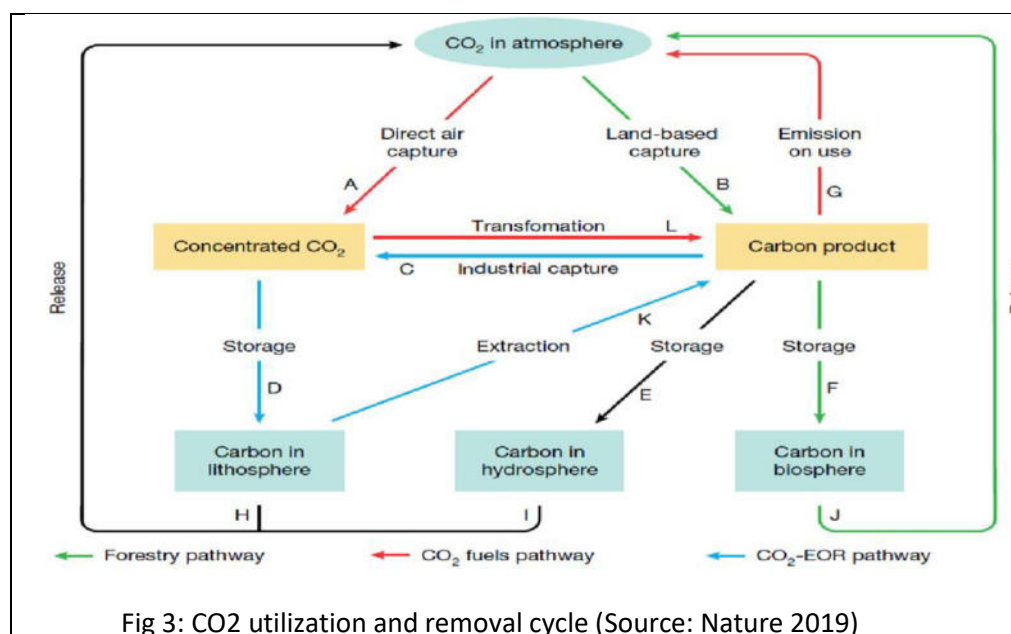 CO2 in atmosphere
Direct air
capture
Land-based
capture
Emission
on use
A
B
G
Concentrated CO2
Transfomation
L
C
Industrial capture
Carbon product
Release
K
Storage
Extraction
Storage
Storage
D
E
F
Carbon in
lithosphere
Carbon in
hydrosphere
Carbon in
biosphere
H
I
J
Forestry pathway
CO2 fuels pathway
CO2-EOR pathway
Fig 3: CO2 utilization and removal cycle (Source: Nature 2019)